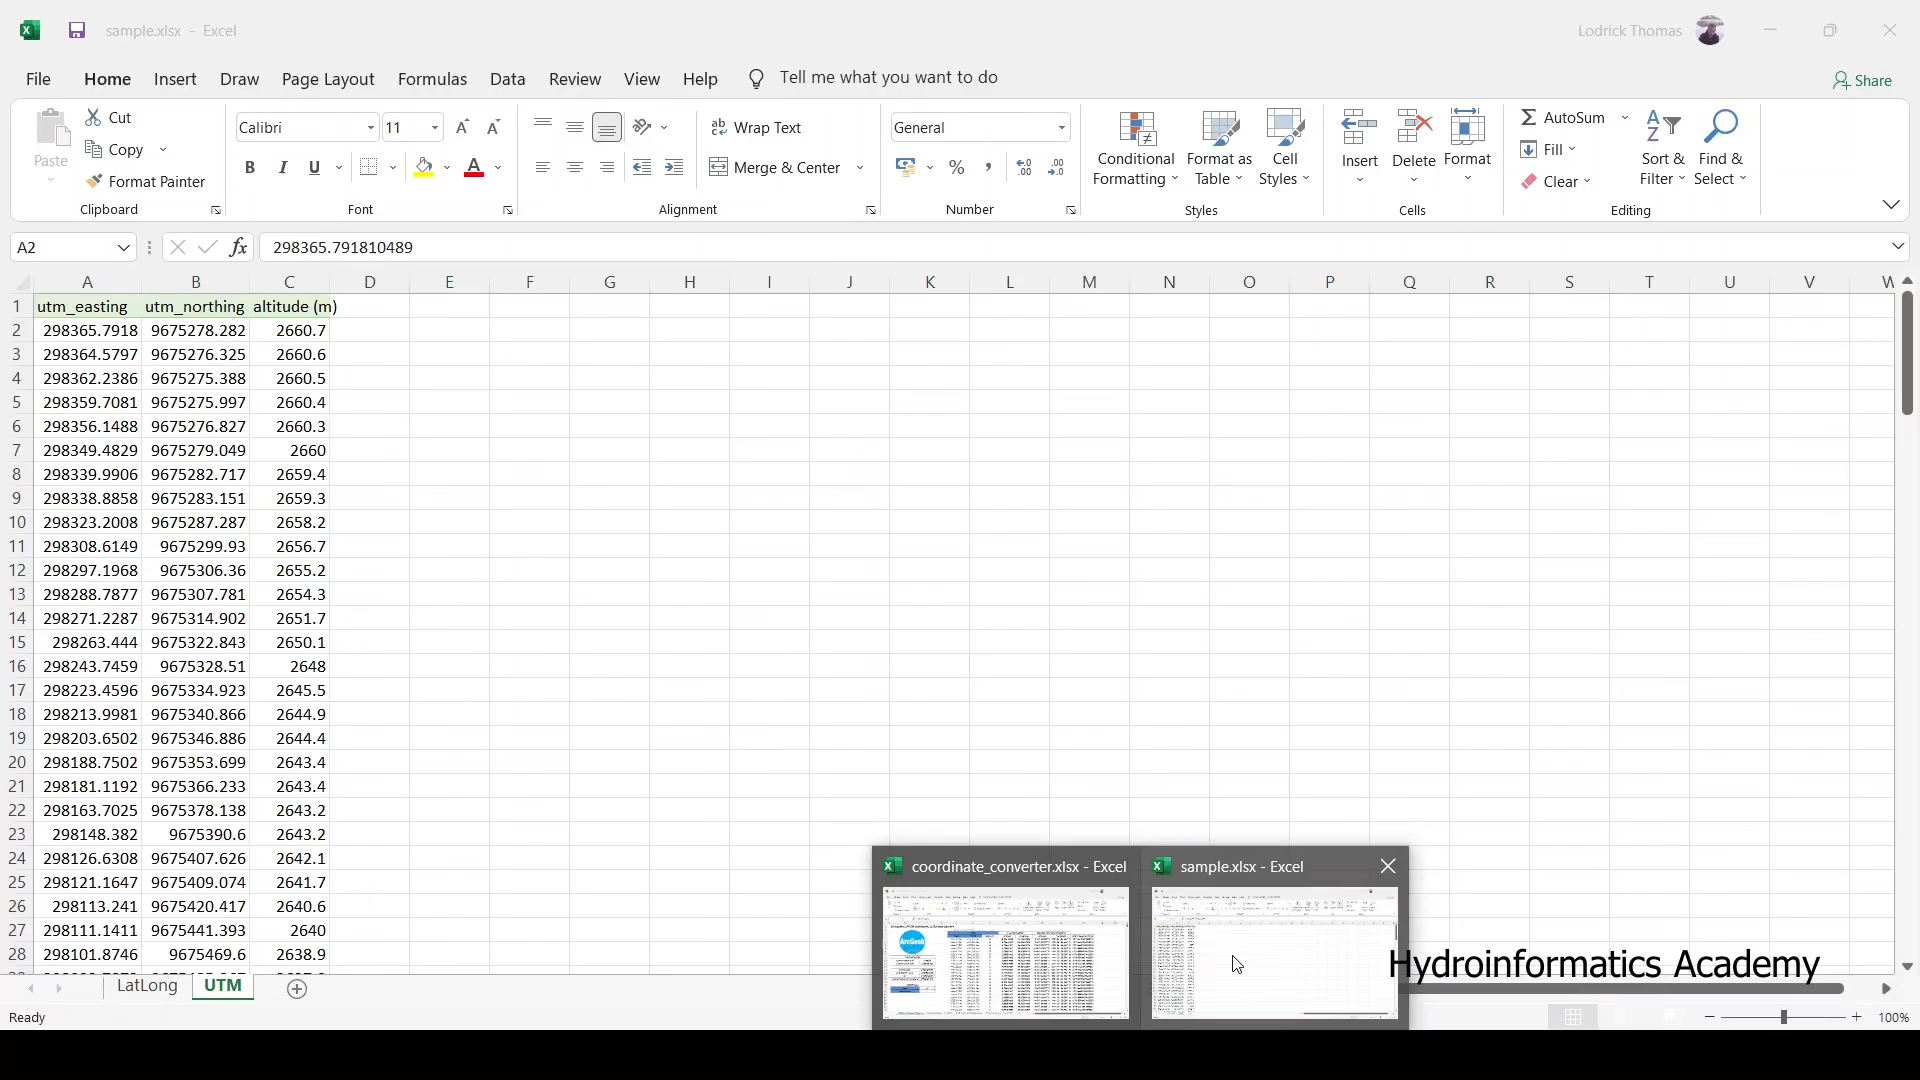 sample.xlsx - Excel
Lodrick Thomas
File Home Insert Draw Page Layout Formulas Data Review View Help Tell me what you want to do Share
Paste Cut
Copy
Format Painter
Clipboard
Calibri 11
B I U A
Font
ab Wrap Text
Merge & Center
Alignment
General
%
Number
Conditional Formatting
Format as Table
Cell Styles
Styles
Insert Delete Format
Cells
AutoSum
Fill
Clear
Sort & Filter
Find & Select
Editing
A2 fx 298365.791810489
A B C D E F G H I J K L M N O P Q R S T U V W
1 utm_easting utm_northing altitude (m)
2 298365.7918 9675278.282 2660.7
3 298364.5797 9675276.325 2660.6
4 298362.2386 9675275.388 2660.5
5 298359.7081 9675275.997 2660.4
6 298356.1488 9675276.827 2660.3
7 298349.4829 9675279.049 2660
8 298339.9906 9675282.717 2659.4
9 298338.8858 9675283.151 2659.3
10 298323.2008 9675287.287 2658.2
11 298308.6149 9675299.93 2656.7
12 298297.1968 9675306.36 2655.2
13 298288.7877 9675307.781 2654.3
14 298271.2287 9675314.902 2651.7
15 298263.444 9675322.843 2650.1
16 298243.7459 9675328.51 2648
17 298223.4596 9675334.923 2645.5
18 298213.9981 9675340.866 2644.9
19 298203.6502 9675346.886 2644.4
20 298188.7502 9675353.699 2643.4
21 298181.1192 9675366.233 2643.4
22 298163.7025 9675378.138 2643.2
23 298148.382 9675390.6 2643.2
24 298126.6308 9675407.626 2642.1
25 298121.1647 9675409.074 2641.7
26 298113.241 9675420.417 2640.6
27 298111.1411 9675441.393 2640
28 298101.8746 9675469.6 2638.9
coordinate_converter.xlsx - Excel
sample.xlsx - Excel
ArcGeek
Hydroinformatics Academy
LatLong UTM
Ready
100%